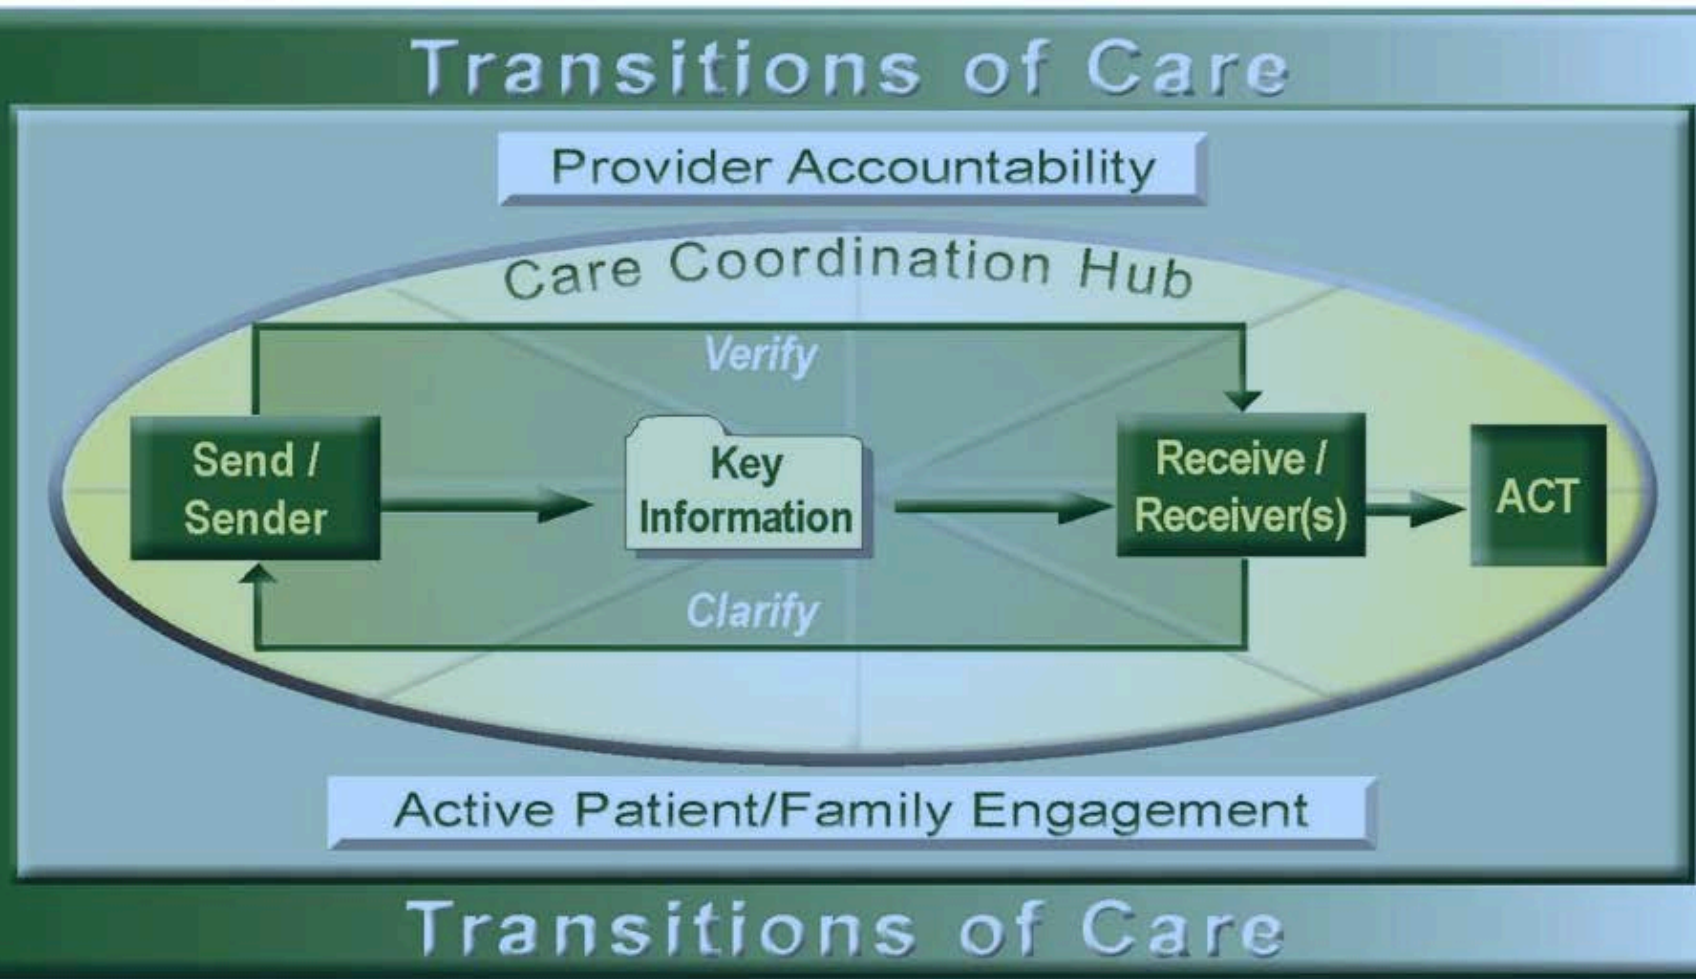 Transitions of Care
Provider Accountability
Care Coordination Hub
Verify
Send /
Sender
Key
Information
Receive /
Receiver(s)
ACT
Clarify
Active Patient/Family Engagement
Transitions of Care